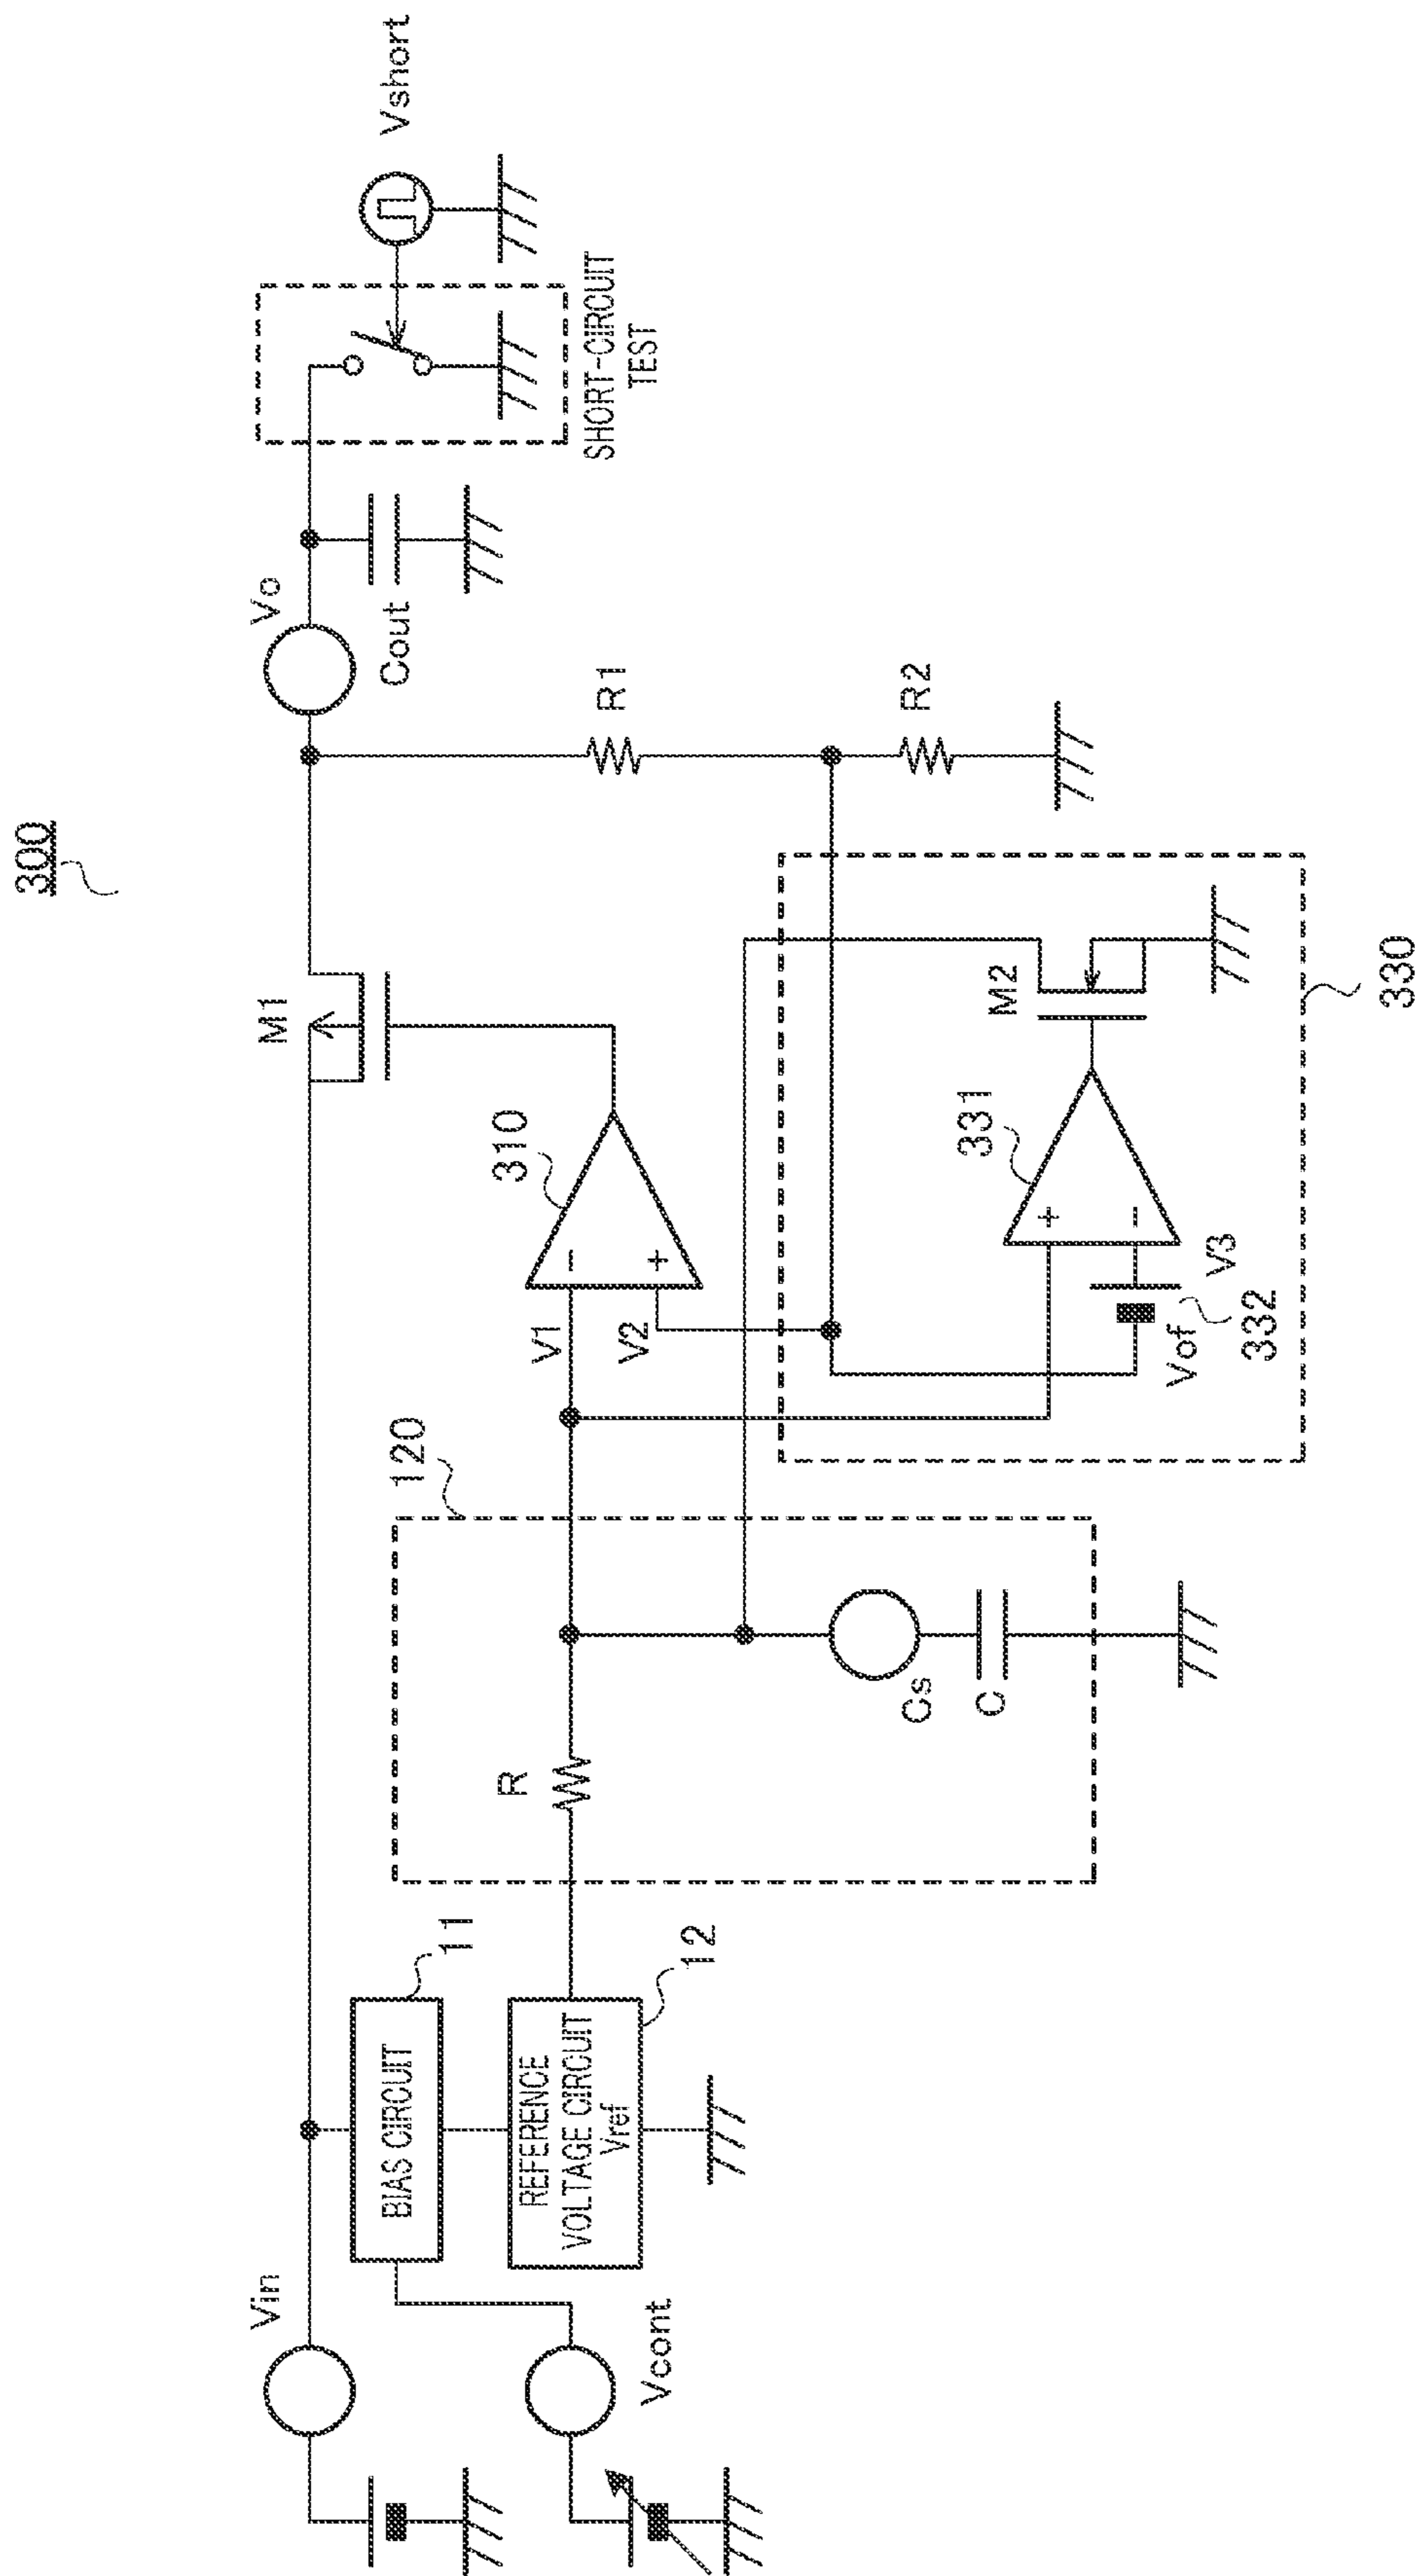 300
Vin
Vcont
BIAS CIRCUIT
11
REFERENCE
VOLTAGE CIRCUIT
Vref
12
R
120
Cs
C
V1
V2
310
M1
Vo
Cout
R1
R2
SHORT-CIRCUIT
TEST
Vshort
331
M2
V3
Vof
332
330